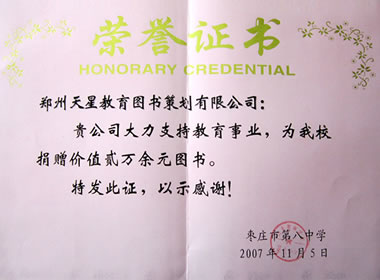 荣誉证书
HONORARY CREDENTIAL
郑州天星教育图书策划有限公司：
贵公司大力支持教育事业，为我校
捐赠价值贰万余元图书。
特发此证，以示感谢！
枣庄市第八中学
2007年11月5日